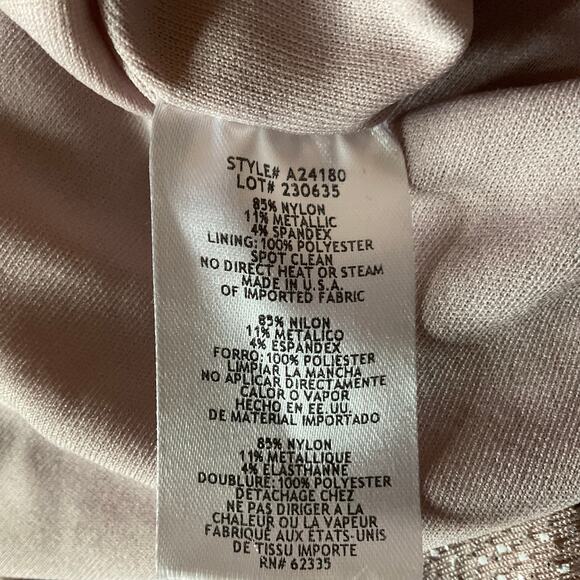 STYLE# A24180
LOT# 230635
85% NYLON
11% METALLIC
4% SPANDEX
LINING: 100% POLYESTER
SPOT CLEAN
NO DIRECT HEAT OR STEAM
MADE IN U.S.A.
OF IMPORTED FABRIC
85% NILON
11% METALICO
4% ESPANDEX
FORRO: 100% POLIESTER
LIMPIAR LA MANCHA
NO APLICAR DIRECTAMENTE
CALOR O VAPOR
HECHO EN EE.UU.
DE MATERIAL IMPORTADO
85% NYLON
11% METALLIQUE
4% ELASTHANNE
DOUBLURE: 100% POLYESTER
DETACHAGE CHEZ
NE PAS DIRIGER A LA
CHALEUR OU LA VAPEUR
FABRIQUE AUX ÉTATS-UNIS
DE TISSU IMPORTE
RN# 62335